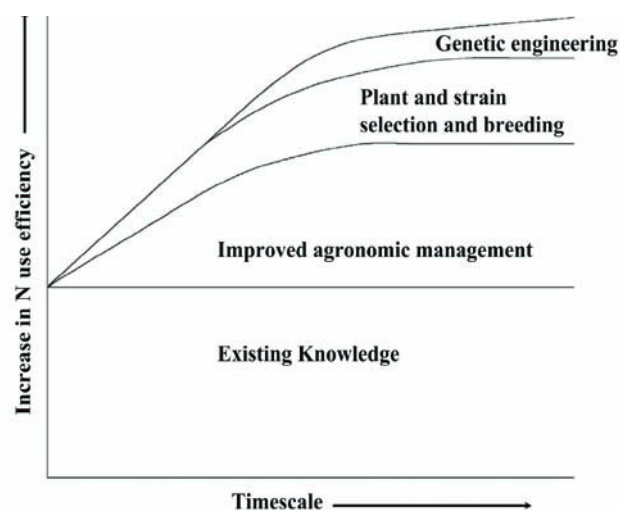 Genetic engineering
Plant and strain
selection and breeding
Improved agronomic management
Existing Knowledge
Increase in N use efficiency
Timescale